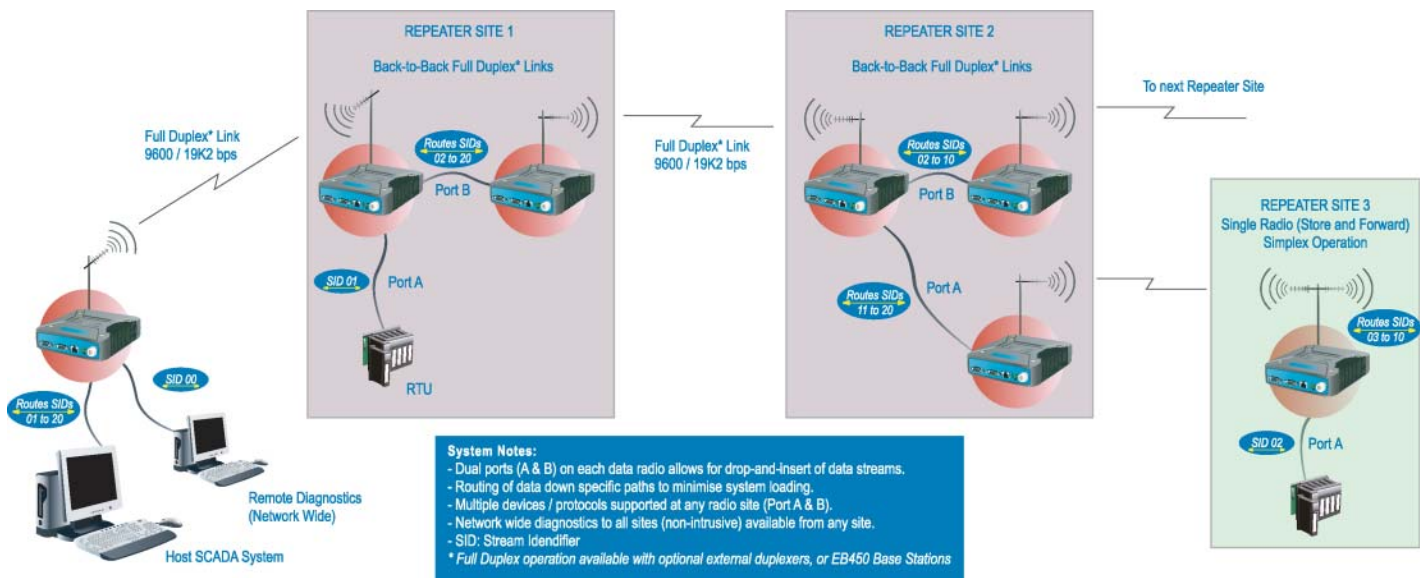 REPEATER SITE 1
Back-to-Back Full Duplex* Links
REPEATER SITE 2
Back-to-Back Full Duplex* Links
To next Repeater Site
Full Duplex* Link
9600 / 19K2 bps
Routes SIDs
02 to 20
Port B
Full Duplex* Link
9600 / 19K2 bps
Routes SIDs
02 to 10
Port B
REPEATER SITE 3
Single Radio (Store and Forward)
Simplex Operation
SID 01
Port A
Routes SIDs
11 to 20
Port A
Routes SIDs
03 to 10
SID 00
Routes SIDs
01 to 20
RTU
SID 02
Port A
Remote Diagnostics
(Network Wide)
Host SCADA System
System Notes:
- Dual ports (A & B) on each data radio allows for drop-and-insert of data streams.
- Routing of data down specific paths to minimise system loading.
- Multiple devices / protocols supported at any radio site (Port A & B).
- Network wide diagnostics to all sites (non-intrusive) available from any site.
- SID: Stream Identifier
* Full Duplex operation available with optional external duplexers, or EB450 Base Stations